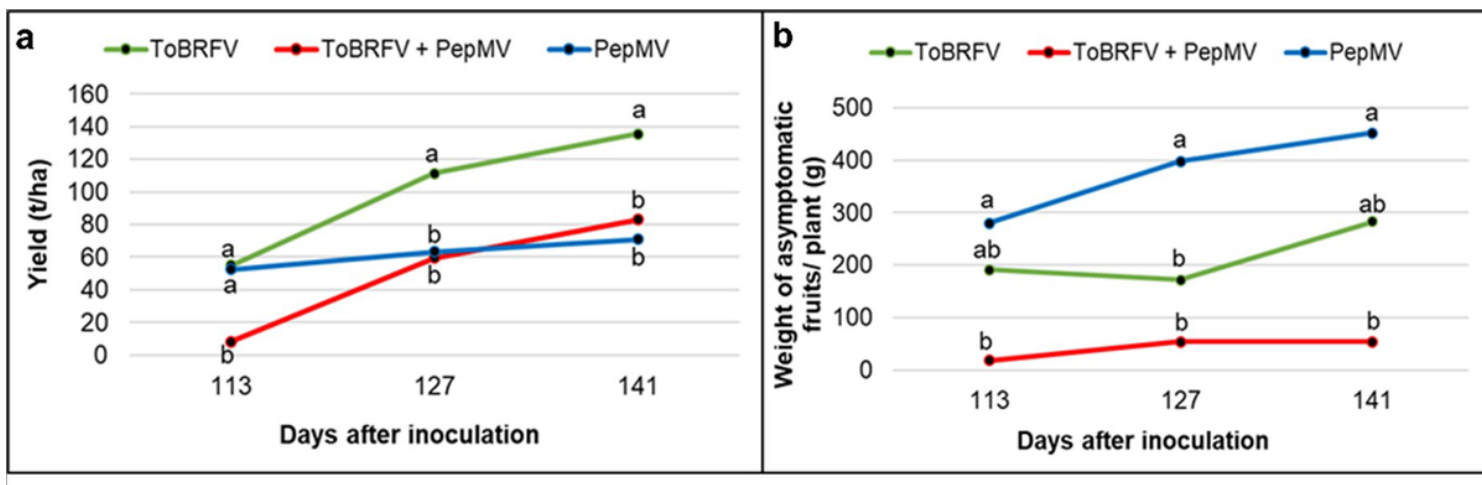 a
ToBRFV ToBRFV + PepMV PepMV
Yield (t/ha)
160
140
120
100
80
60
40
20
0
a
a
b
a
b
b
a
b
b
113 127 141
Days after inoculation
b
ToBRFV ToBRFV + PepMV PepMV
Weight of asymptomatic
fruits/ plant (g)
500
400
300
200
100
0
a
ab
b
a
b
b
a
ab
b
113 127 141
Days after inoculation